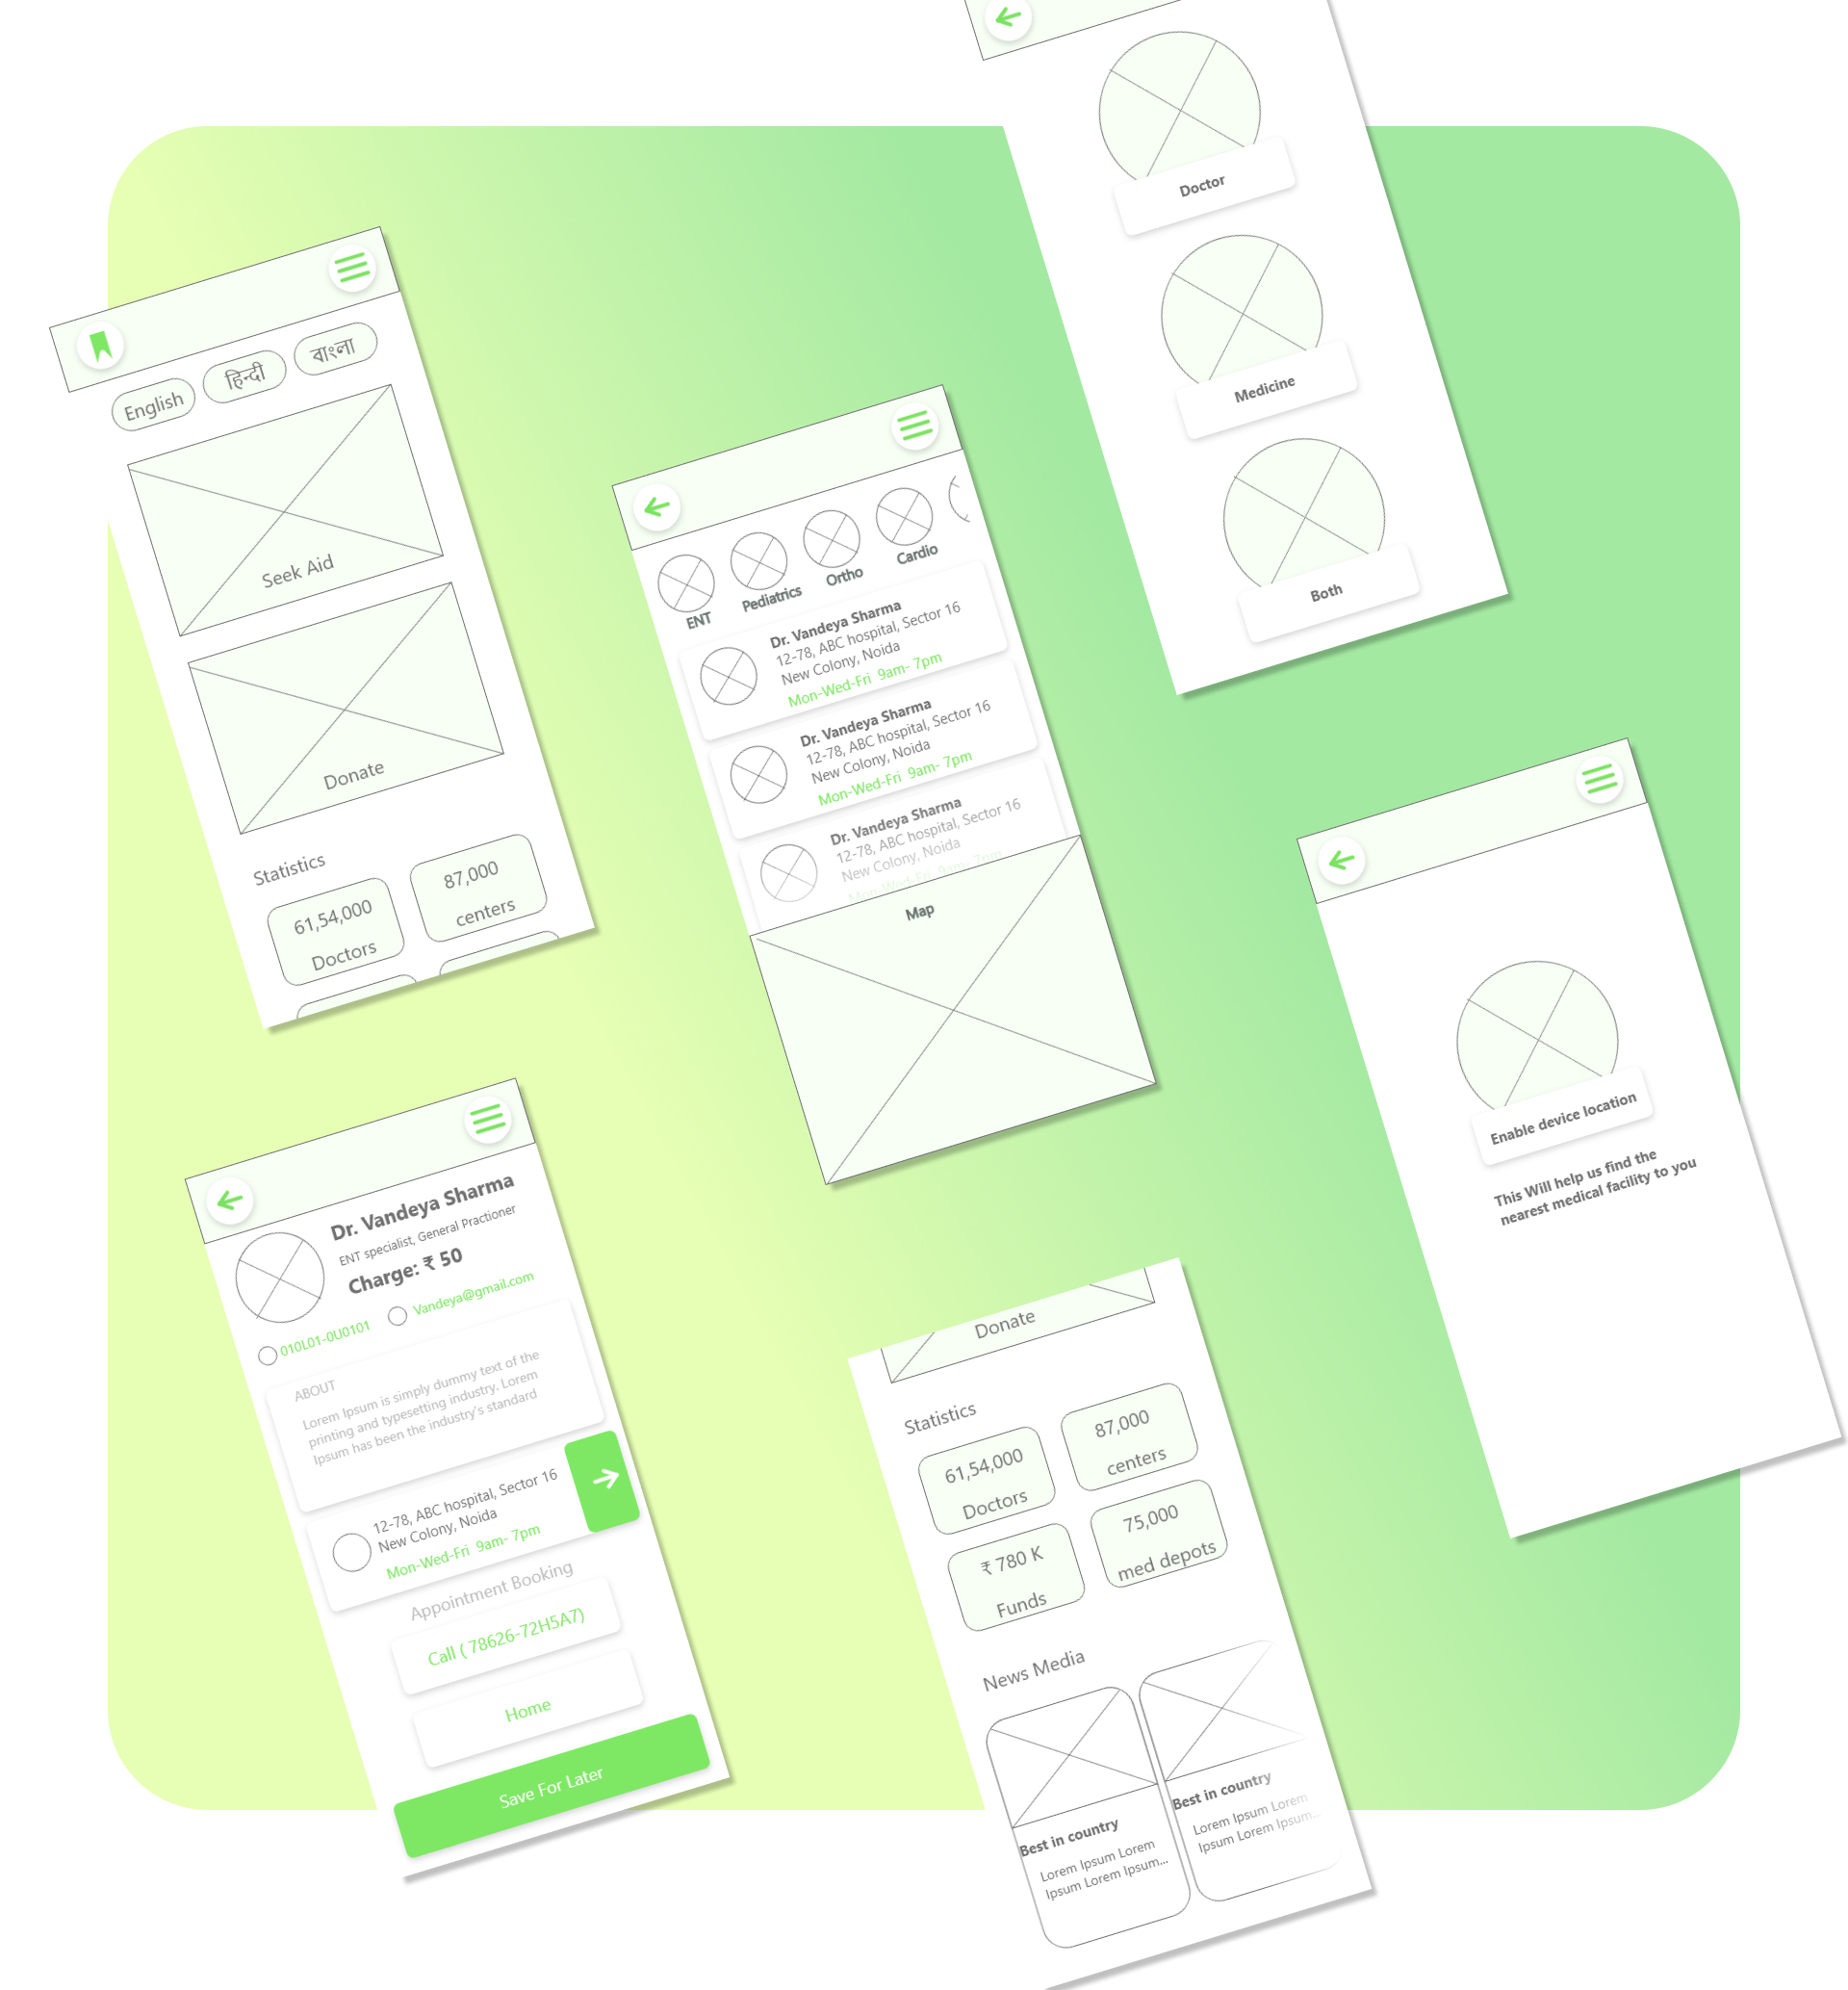 English
हिन्दी
বাংলা
Seek Aid
Donate
Statistics
61,54,000
Doctors
87,000
centers
ENT
Pediatrics
Ortho
Cardio
Dr. Vandeya Sharma
12-78, ABC hospital, Sector 16
New Colony, Noida
Mon-Wed-Fri 9am- 7pm
Dr. Vandeya Sharma
12-78, ABC hospital, Sector 16
New Colony, Noida
Mon-Wed-Fri 9am- 7pm
Dr. Vandeya Sharma
12-78, ABC hospital, Sector 16
New Colony, Noida
Mon-Wed-Fri 9am- 7pm
Map
Doctor
Medicine
Both
Enable device location
This Will help us find the
nearest medical facility to you
Dr. Vandeya Sharma
ENT specialist, General Practioner
Charge: ₹ 50
010L01-0U0101
Vandeya@gmail.com
ABOUT
Lorem Ipsum is simply dummy text of the
printing and typesetting industry. Lorem
Ipsum has been the industry's standard
12-78, ABC hospital, Sector 16
New Colony, Noida
Mon-Wed-Fri 9am- 7pm
Appointment Booking
Call ( 78626-72H5A7)
Home
Save For Later
Donate
Statistics
61,54,000
Doctors
87,000
centers
₹ 780 K
Funds
75,000
med depots
News Media
Best in country
Lorem Ipsum Lorem
Ipsum Lorem Ipsum...
Best in country
Lorem Ipsum Lorem
Ipsum Lorem Ipsum...